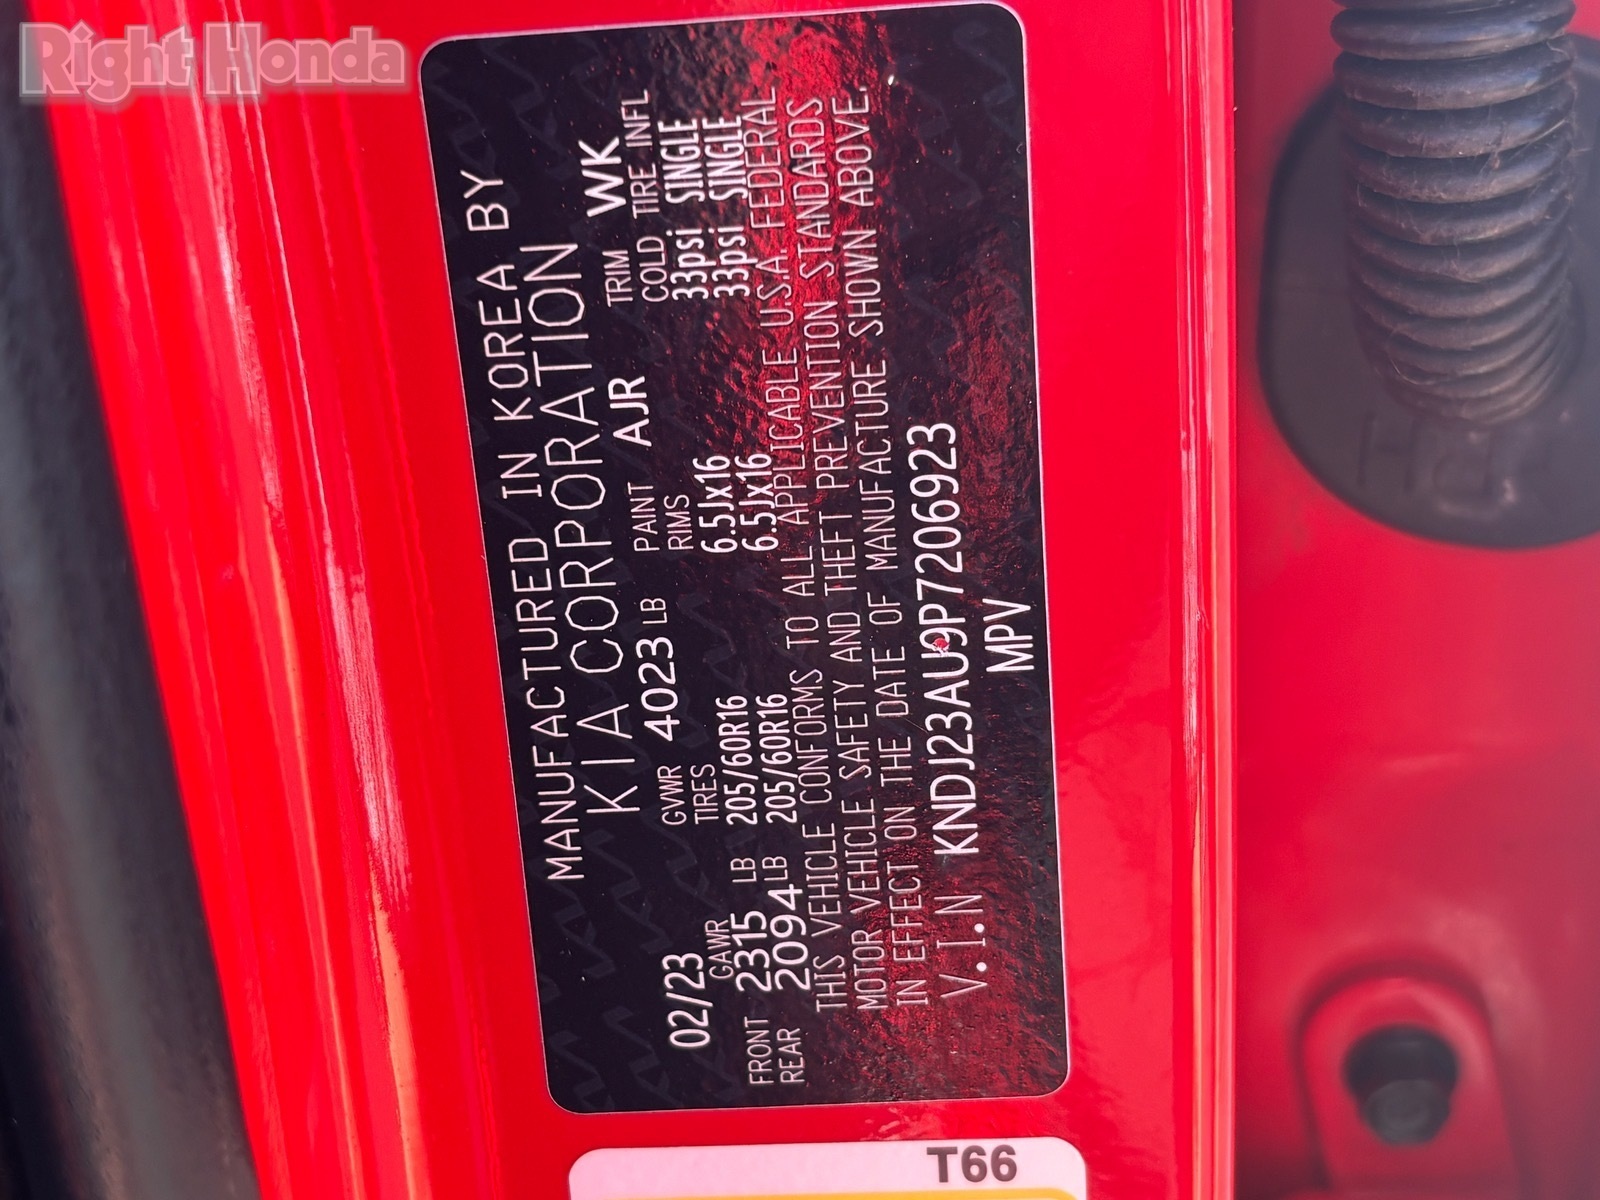 Right Honda
MANUFACTURED IN KOREA BY
KIA CORPORATION
02/23 GVWR 4023 LB PAINT AJR TRIM WK
GAWR TIRES RIMS COLD TIRE INFL
FRONT 2315 LB 205/60R16 6.5Jx16 33psi SINGLE
REAR 2094 LB 205/60R16 6.5Jx16 33psi SINGLE
THIS VEHICLE CONFORMS TO ALL APPLICABLE U.S.A. FEDERAL
MOTOR VEHICLE SAFETY AND THEFT PREVENTION STANDARDS
IN EFFECT ON THE DATE OF MANUFACTURE SHOWN ABOVE.
V.I.N KNDJ23AU9P7206923
MPV
T66